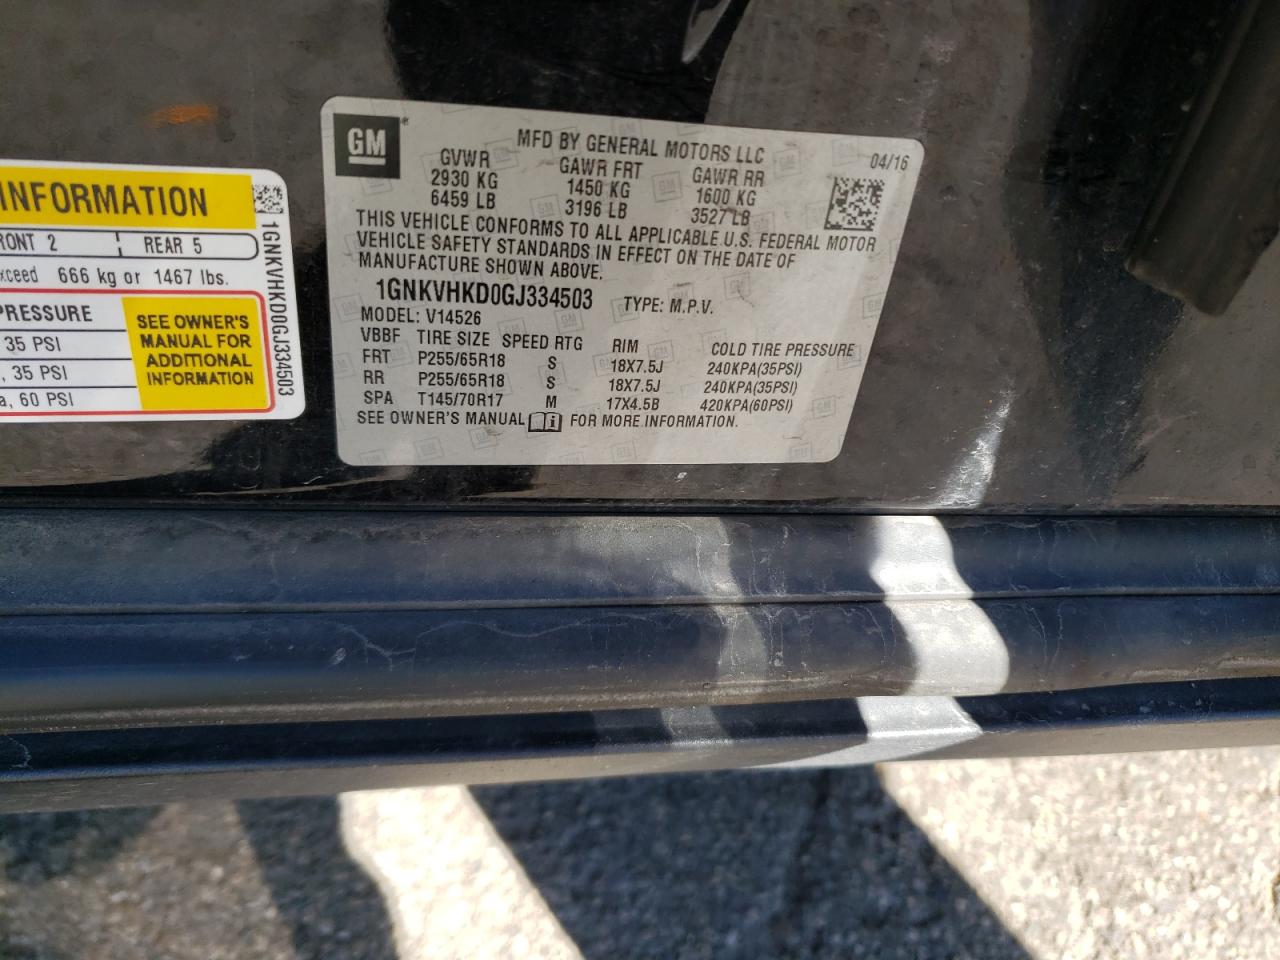 INFORMATION
RONT 2 REAR 5
xceed 666 kg or 1467 lbs.
PRESSURE
35 PSI
, 35 PSI
a, 60 PSI
SEE OWNER'S
MANUAL FOR
ADDITIONAL
INFORMATION
1GNKVHKD0GJ334503
GM
MFD BY GENERAL MOTORS LLC
04/16
GVWR GAWR FRT GAWR RR
2930 KG 1450 KG 1600 KG
6459 LB 3196 LB 3527 LB
THIS VEHICLE CONFORMS TO ALL APPLICABLE U.S. FEDERAL MOTOR
VEHICLE SAFETY STANDARDS IN EFFECT ON THE DATE OF
MANUFACTURE SHOWN ABOVE.
1GNKVHKD0GJ334503 TYPE: M.P.V.
MODEL: V14526
VBBF TIRE SIZE SPEED RTG RIM COLD TIRE PRESSURE
FRT P255/65R18 S 18X7.5J 240KPA(35PSI)
RR P255/65R18 S 18X7.5J 240KPA(35PSI)
SPA T145/70R17 M 17X4.5B 420KPA(60PSI)
SEE OWNER'S MANUAL FOR MORE INFORMATION.